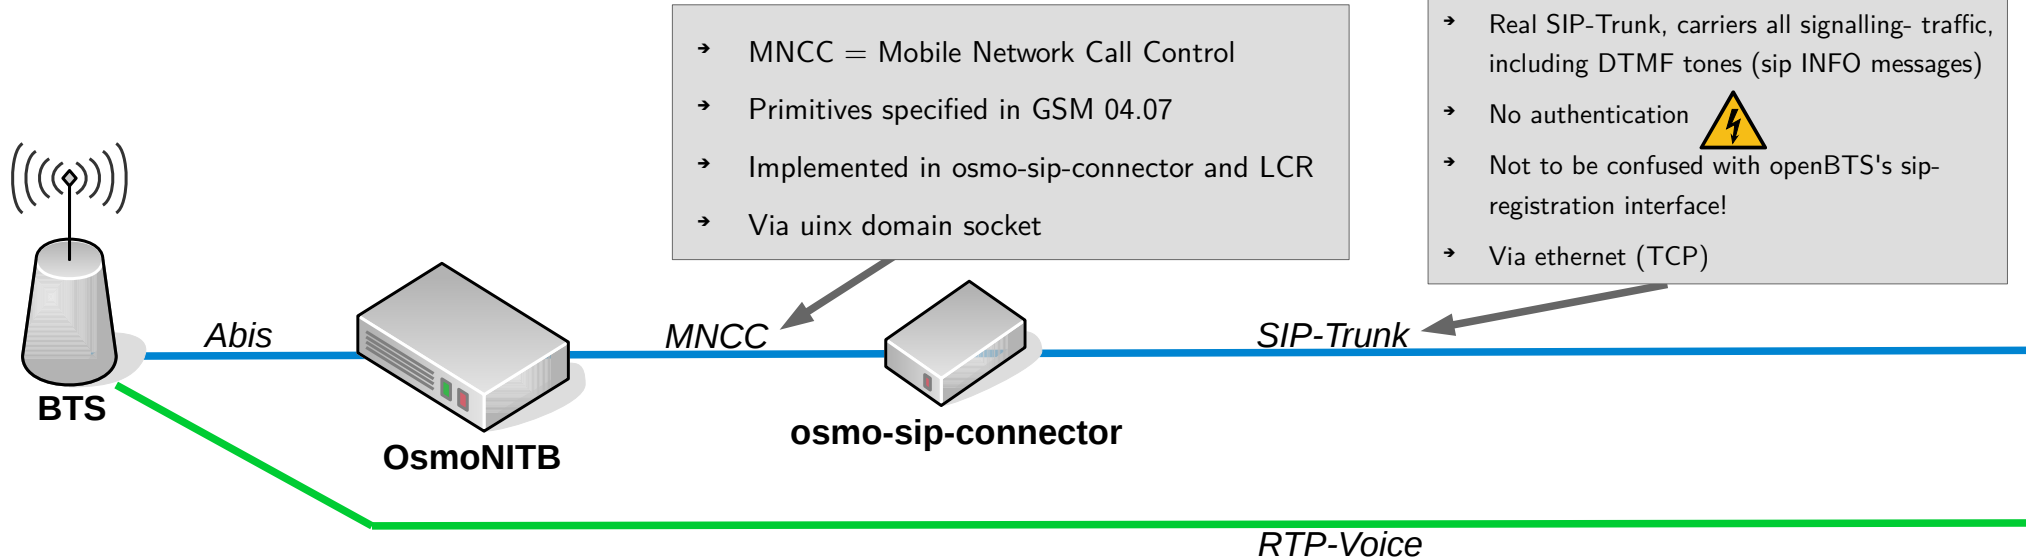 MNCC = Mobile Network Call Control
Primitives specified in GSM 04.07
Implemented in osmo-sip-connector and LCR
Via uinx domain socket
Real SIP-Trunk, carriers all signalling- traffic,
including DTMF tones (sip INFO messages)
No authentication
Not to be confused with openBTS's sip-
registration interface!
Via ethernet (TCP)
Abis
MNCC
SIP-Trunk
BTS
OsmoNITB
osmo-sip-connector
RTP-Voice